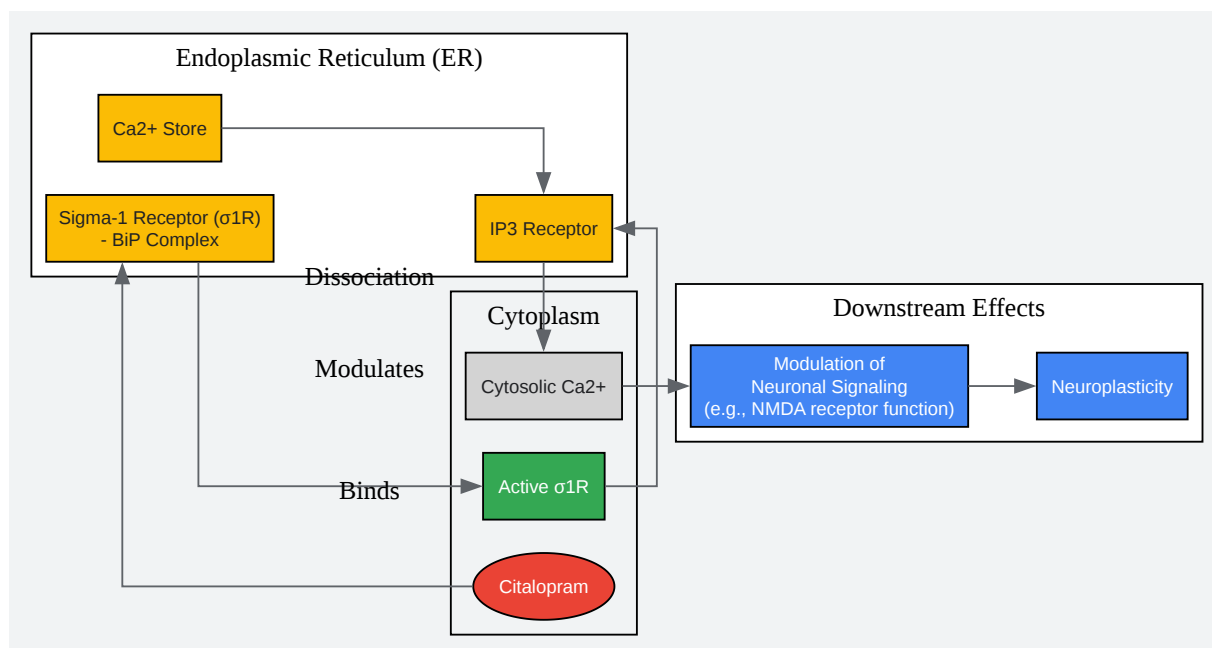 Endoplasmic Reticulum (ER)
Ca2+ Store
Sigma-1 Receptor (σ1R)
- BiP Complex
IP3 Receptor
Dissociation
Cytoplasm
Modulates
Cytosolic Ca2+
Binds
Active σ1R
Citalopram
Downstream Effects
Modulation of
Neuronal Signaling
(e.g., NMDA receptor function)
Neuroplasticity